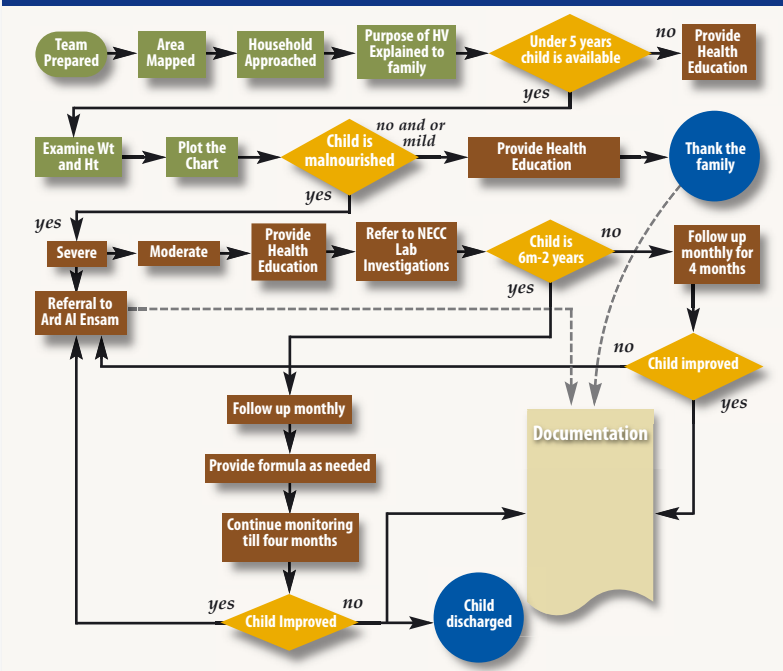 Team
Prepared
Area
Mapped
Household
Approached
Purpose of HV
Explained to
family
Under 5 years
child is available
no
Provide
Health
Education
yes
Examine Wt
and Ht
Plot the
Chart
Child is
malnourished
no and or
mild
Provide Health
Education
Thank the
family
yes
yes
Severe
Moderate
Provide
Health
Education
Refer to NECC
Lab
Investigations
Child is
6m-2 years
no
Follow up
monthly for
4 months
yes
Referral to
Ard Al Ensam
no
Child improved
yes
Follow up monthly
Documentation
Provide formula as needed
Continue monitoring
till four months
yes
Child Improved
no
Child
discharged